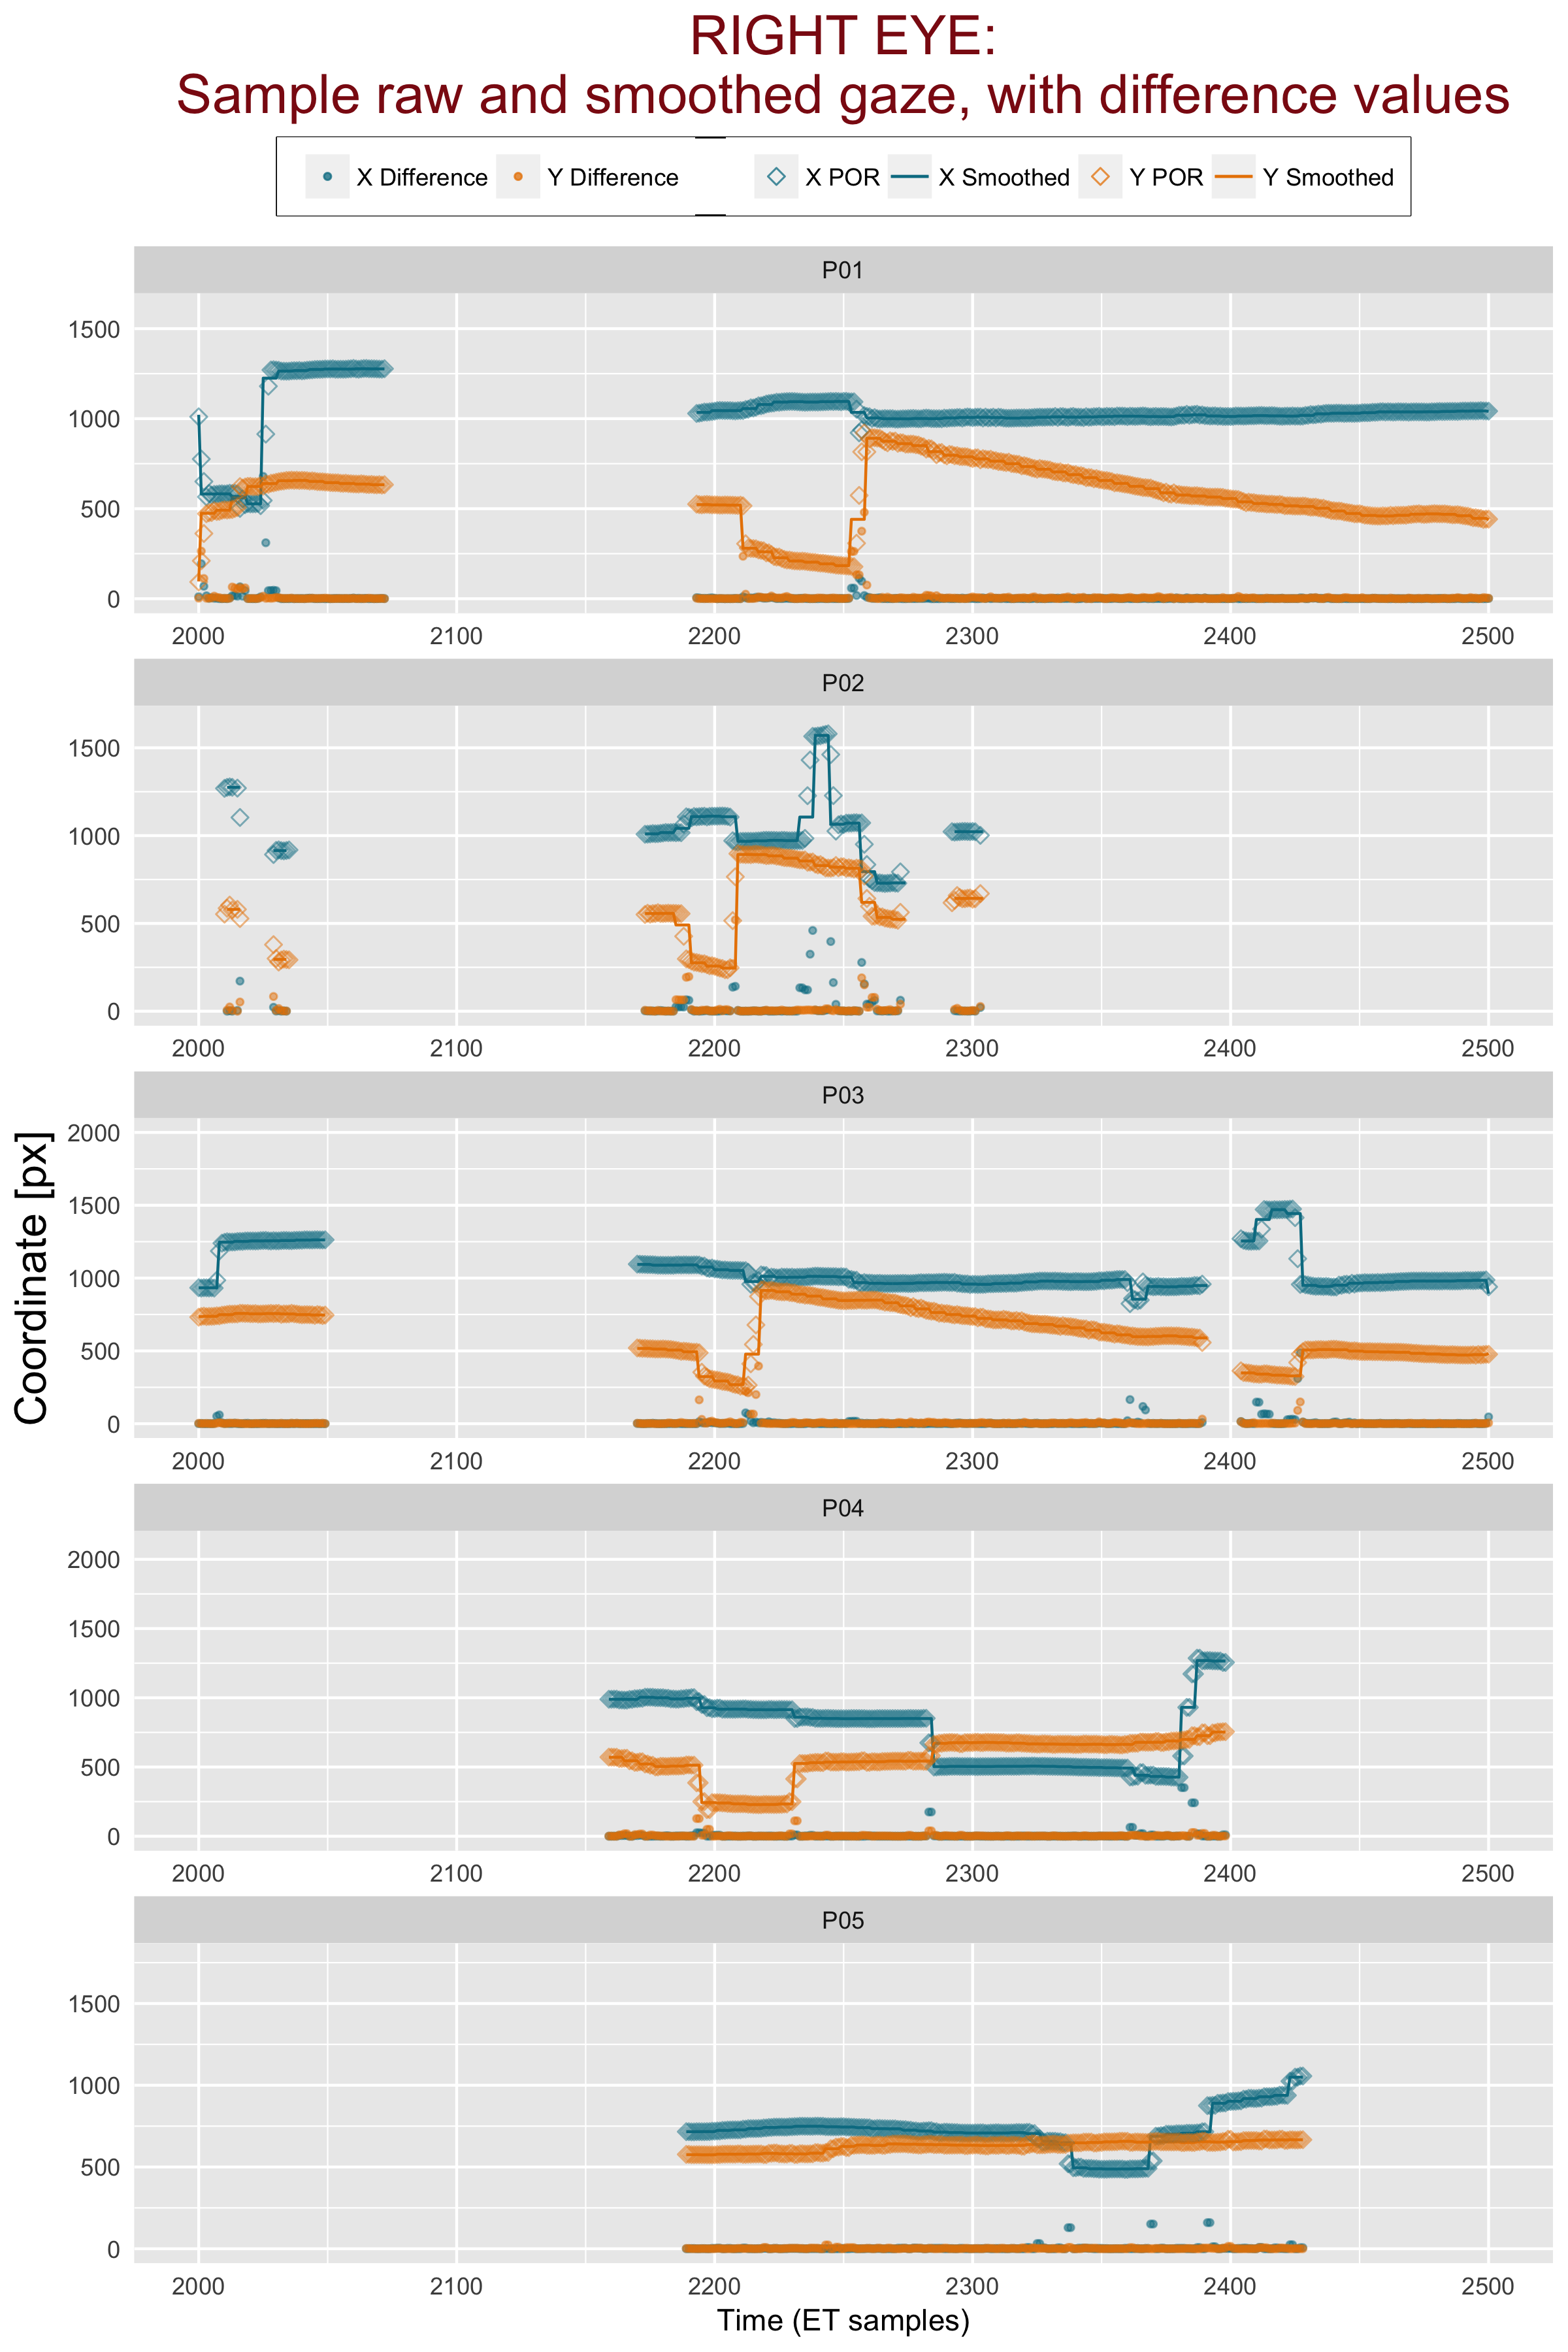 RIGHT EYE:
Sample raw and smoothed gaze, with difference values
X Difference Y Difference X POR X Smoothed Y POR Y Smoothed
P01
1500
1000
500
0
2000 2100 2200 2300 2400 2500
P02
1500
1000
500
0
2000 2100 2200 2300 2400 2500
P03
Coordinate [px]
2000
1500
1000
500
0
2000 2100 2200 2300 2400 2500
P04
2000
1500
1000
500
0
2000 2100 2200 2300 2400 2500
P05
1500
1000
500
0
2000 2100 2200 2300 2400 2500
Time (ET samples)